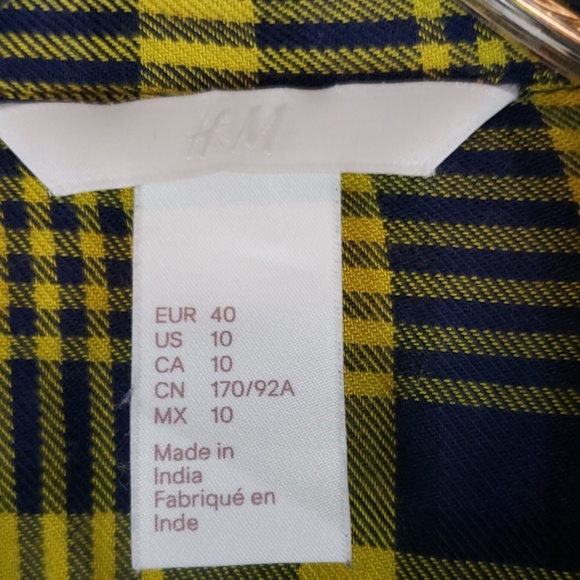 H&M
EUR 40
US 10
CA 10
CN 170/92A
MX 10
Made in
India
Fabriqué en
Inde